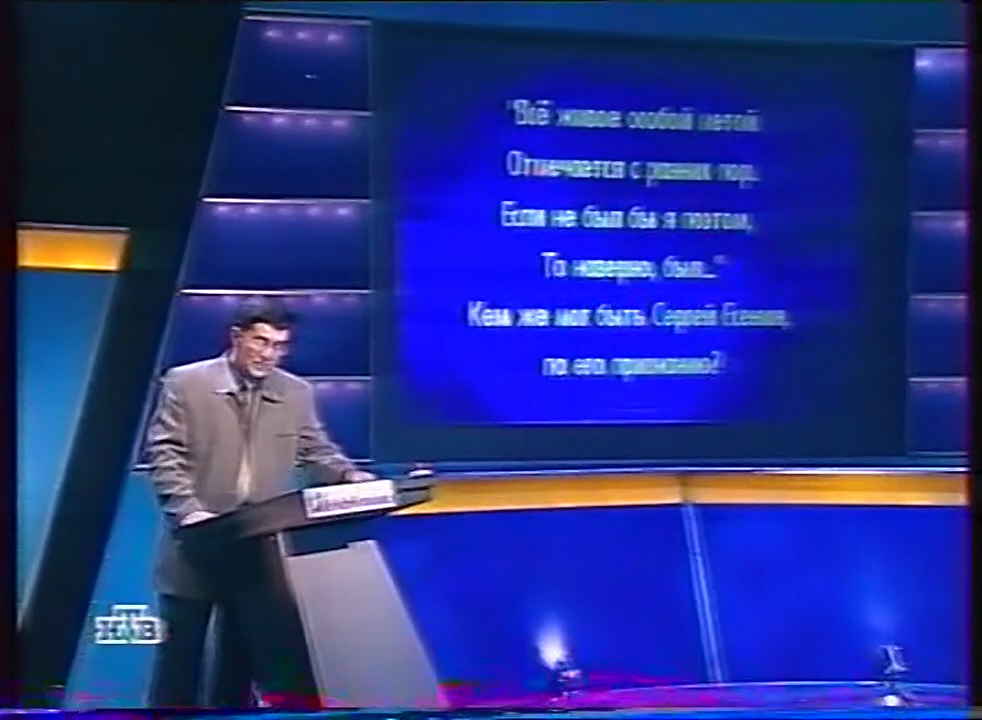 "Всё живое особой метой
Отмечается с ранних пор.
Если не был бы я поэтом,
То наверно, был..."
Кем же мог быть Сергей Есенин,
по его признанию?
НТВ